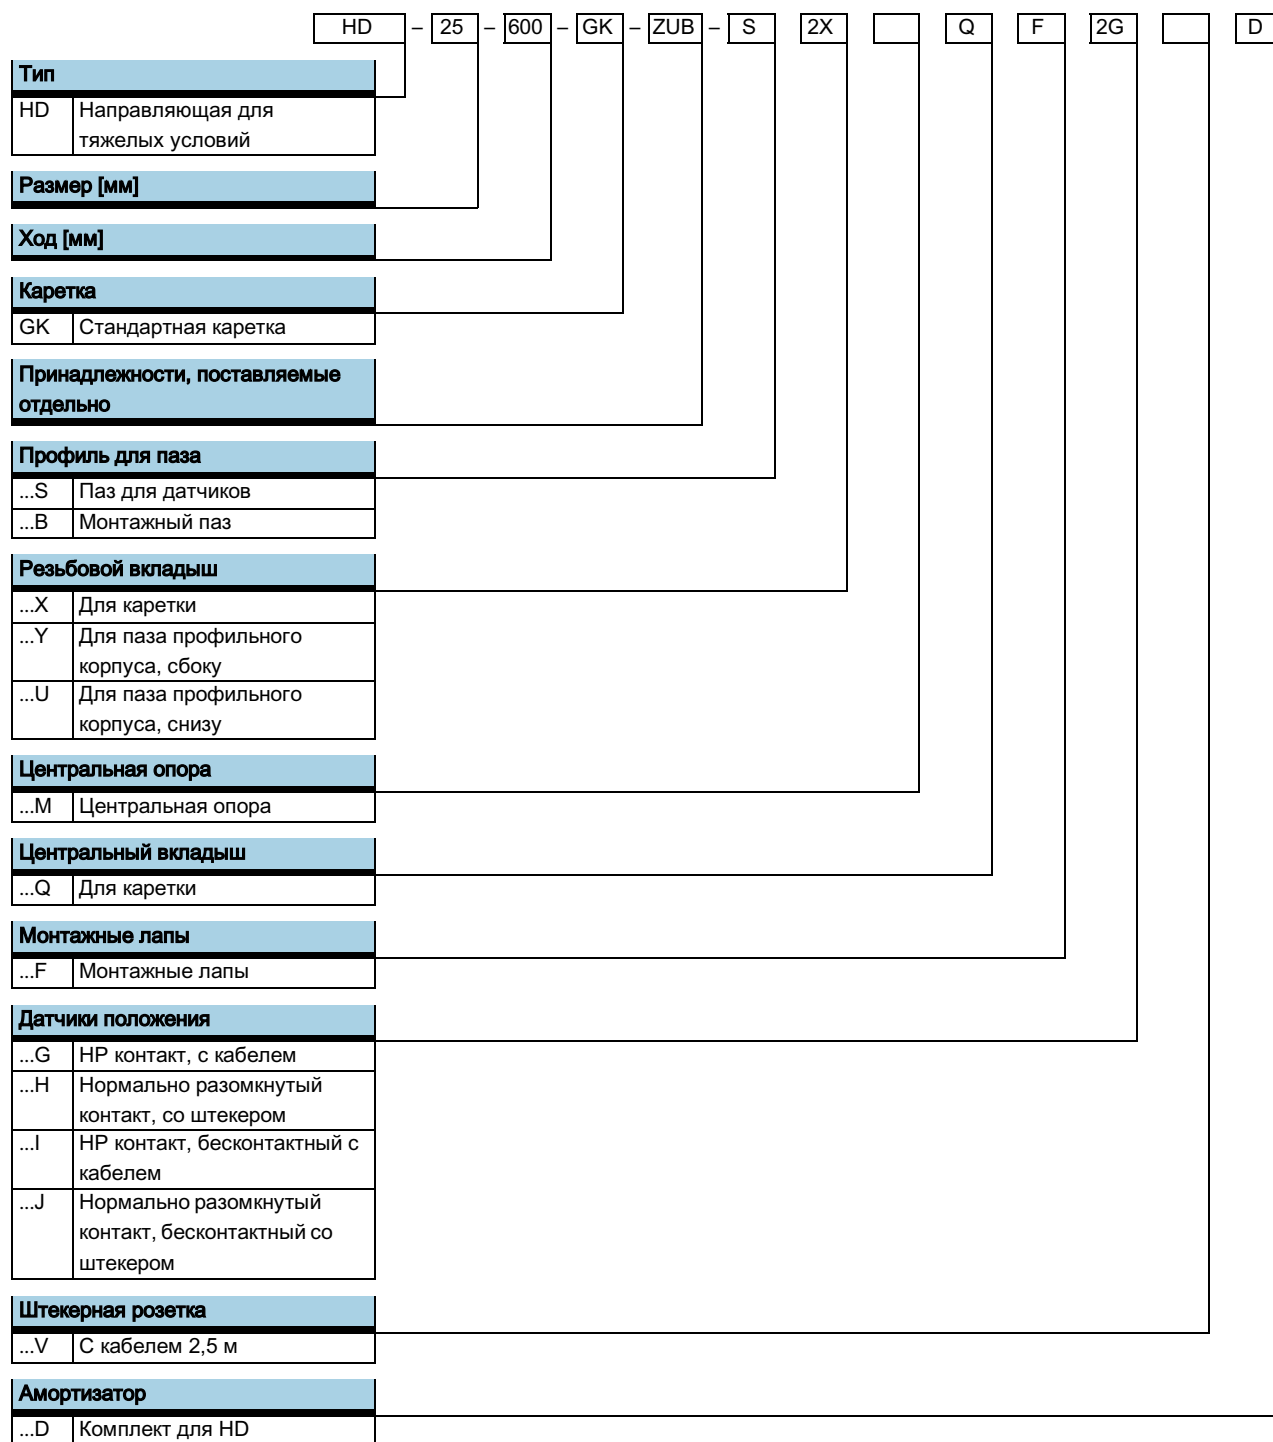 HD – 25 – 600 – GK – ZUB – S 2X Q F 2G D
Тип
HD Направляющая для
тяжелых условий
Размер [мм]
Ход [мм]
Каретка
GK Стандартная каретка
Принадлежности, поставляемые
отдельно
Профиль для паза
...S Паз для датчиков
...B Монтажный паз
Резьбовой вкладыш
...X Для каретки
...Y Для паза профильного
корпуса, сбоку
...U Для паза профильного
корпуса, снизу
Центральная опора
...M Центральная опора
Центральный вкладыш
...Q Для каретки
Монтажные лапы
...F Монтажные лапы
Датчики положения
...G НР контакт, с кабелем
...H Нормально разомкнутый
контакт, со штекером
...I НР контакт, бесконтактный с
кабелем
...J Нормально разомкнутый
контакт, бесконтактный со
штекером
Штекерная розетка
...V С кабелем 2,5 м
Амортизатор
...D Комплект для HD